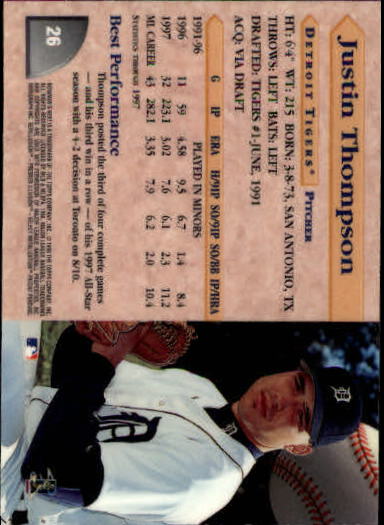 Justin Thompson
DETROIT TIGERS® PITCHER
HT: 6'4" WT: 215 BORN: 3-8-73, SAN ANTONIO, TX
THROWS: LEFT BATS: LEFT
DRAFTED: TIGERS #1-JUNE, 1991
ACQ: VIA DRAFT
G IP ERA H/9IP SO/9IP SO/BB IP/HRA
1991-96 PLAYED IN MINORS
1996 11 59 4.58 9.5 6.7 1.4 8.4
1997 32 223.1 3.02 7.6 6.1 2.3 11.2
ML CAREER 43 282.1 3.35 7.9 6.2 2.0 10.4
STATISTICS THROUGH 1997
Best Performance
Thompson posted the third of four complete games
— and his third win in a row — of his 1997 All-Star
season with a 4-2 decision at Toronto on 8/10.
26
D
D